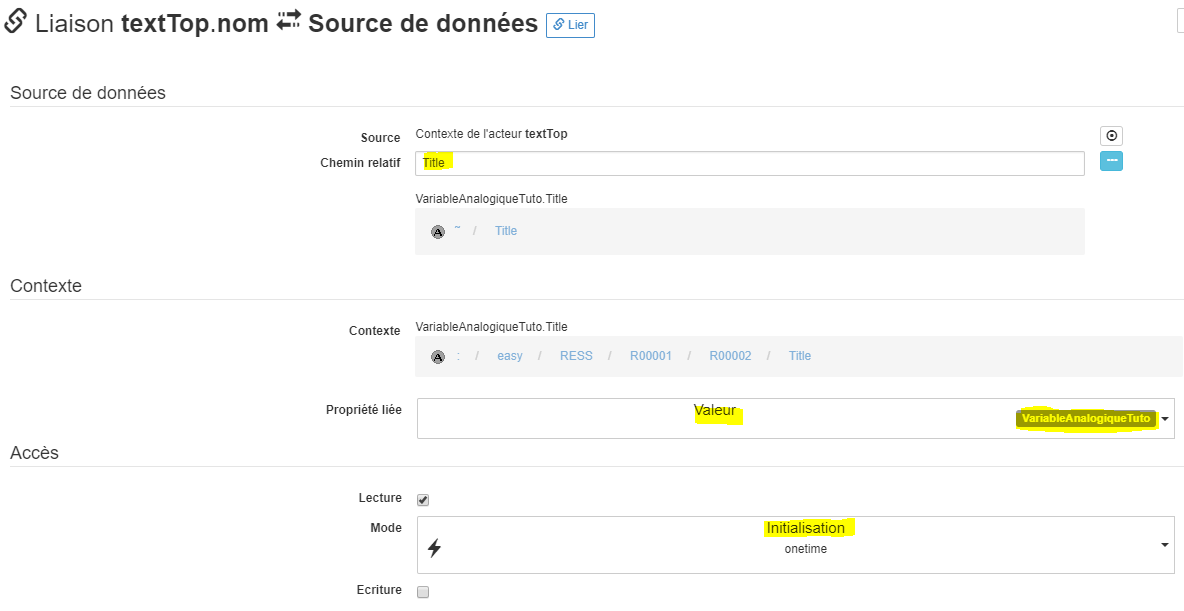 Liaison textTop.nom Source de données Lier
Source de données
Source Contexte de l'acteur textTop
Chemin relatif Title
VariableAnalogiqueTuto.Title
A ~ / Title
Contexte
Contexte VariableAnalogiqueTuto.Title
A : / easy / RESS / R00001 / R00002 / Title
Propriété liée Valeur VariableAnalogiqueTuto
Accès
Lecture
Mode Initialisation
onetime
Ecriture